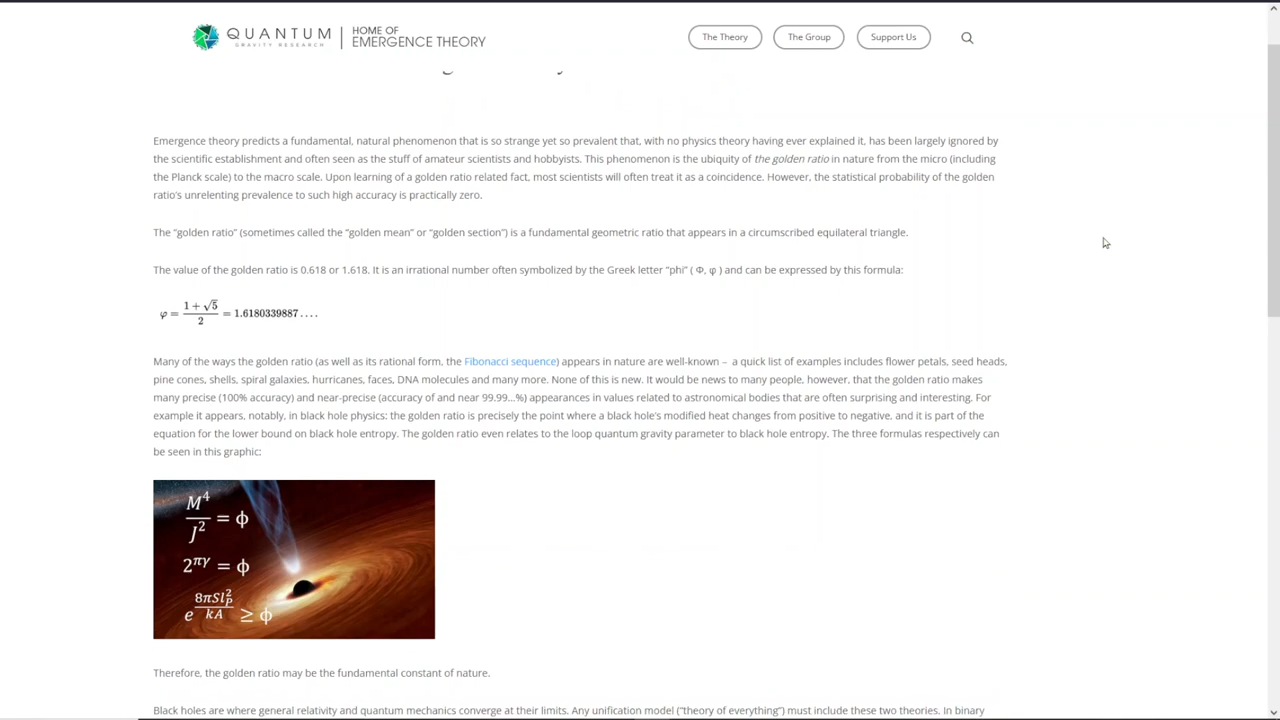 QUANTUM
GRAVITY RESEARCH
HOME OF
EMERGENCE THEORY
The Theory
The Group
Support Us
Emergence theory predicts a fundamental, natural phenomenon that is so strange yet so prevalent that, with no physics theory having ever explained it, has been largely ignored by
the scientific establishment and often seen as the stuff of amateur scientists and hobbyists. This phenomenon is the ubiquity of the golden ratio in nature from the micro (including
the Planck scale) to the macro scale. Upon learning of a golden ratio related fact, most scientists will often treat it as a coincidence. However, the statistical probability of the golden
ratio's unrelenting prevalence to such high accuracy is practically zero.
The “golden ratio” (sometimes called the “golden mean” or “golden section”) is a fundamental geometric ratio that appears in a circumscribed equilateral triangle.
The value of the golden ratio is 0.618 or 1.618. It is an irrational number often symbolized by the Greek letter “phi” ( Φ, φ ) and can be expressed by this formula:
φ = (1 + √5) / 2 = 1.6180339887 . . . .
Many of the ways the golden ratio (as well as its rational form, the Fibonacci sequence) appears in nature are well-known – a quick list of examples includes flower petals, seed heads,
pine cones, shells, spiral galaxies, hurricanes, faces, DNA molecules and many more. None of this is new. It would be news to many people, however, that the golden ratio makes
many precise (100% accuracy) and near-precise (accuracy of and near 99.99…%) appearances in values related to astronomical bodies that are often surprising and interesting. For
example it appears, notably, in black hole physics: the golden ratio is precisely the point where a black hole's modified heat changes from positive to negative, and it is part of the
equation for the lower bound on black hole entropy. The golden ratio even relates to the loop quantum gravity parameter to black hole entropy. The three formulas respectively can
be seen in this graphic:
M⁴/J² = ϕ
2^πγ = ϕ
e^(8πSl²_P/kA) ≥ ϕ
Therefore, the golden ratio may be the fundamental constant of nature.
Black holes are where general relativity and quantum mechanics converge at their limits. Any unification model (“theory of everything”) must include these two theories. In binary